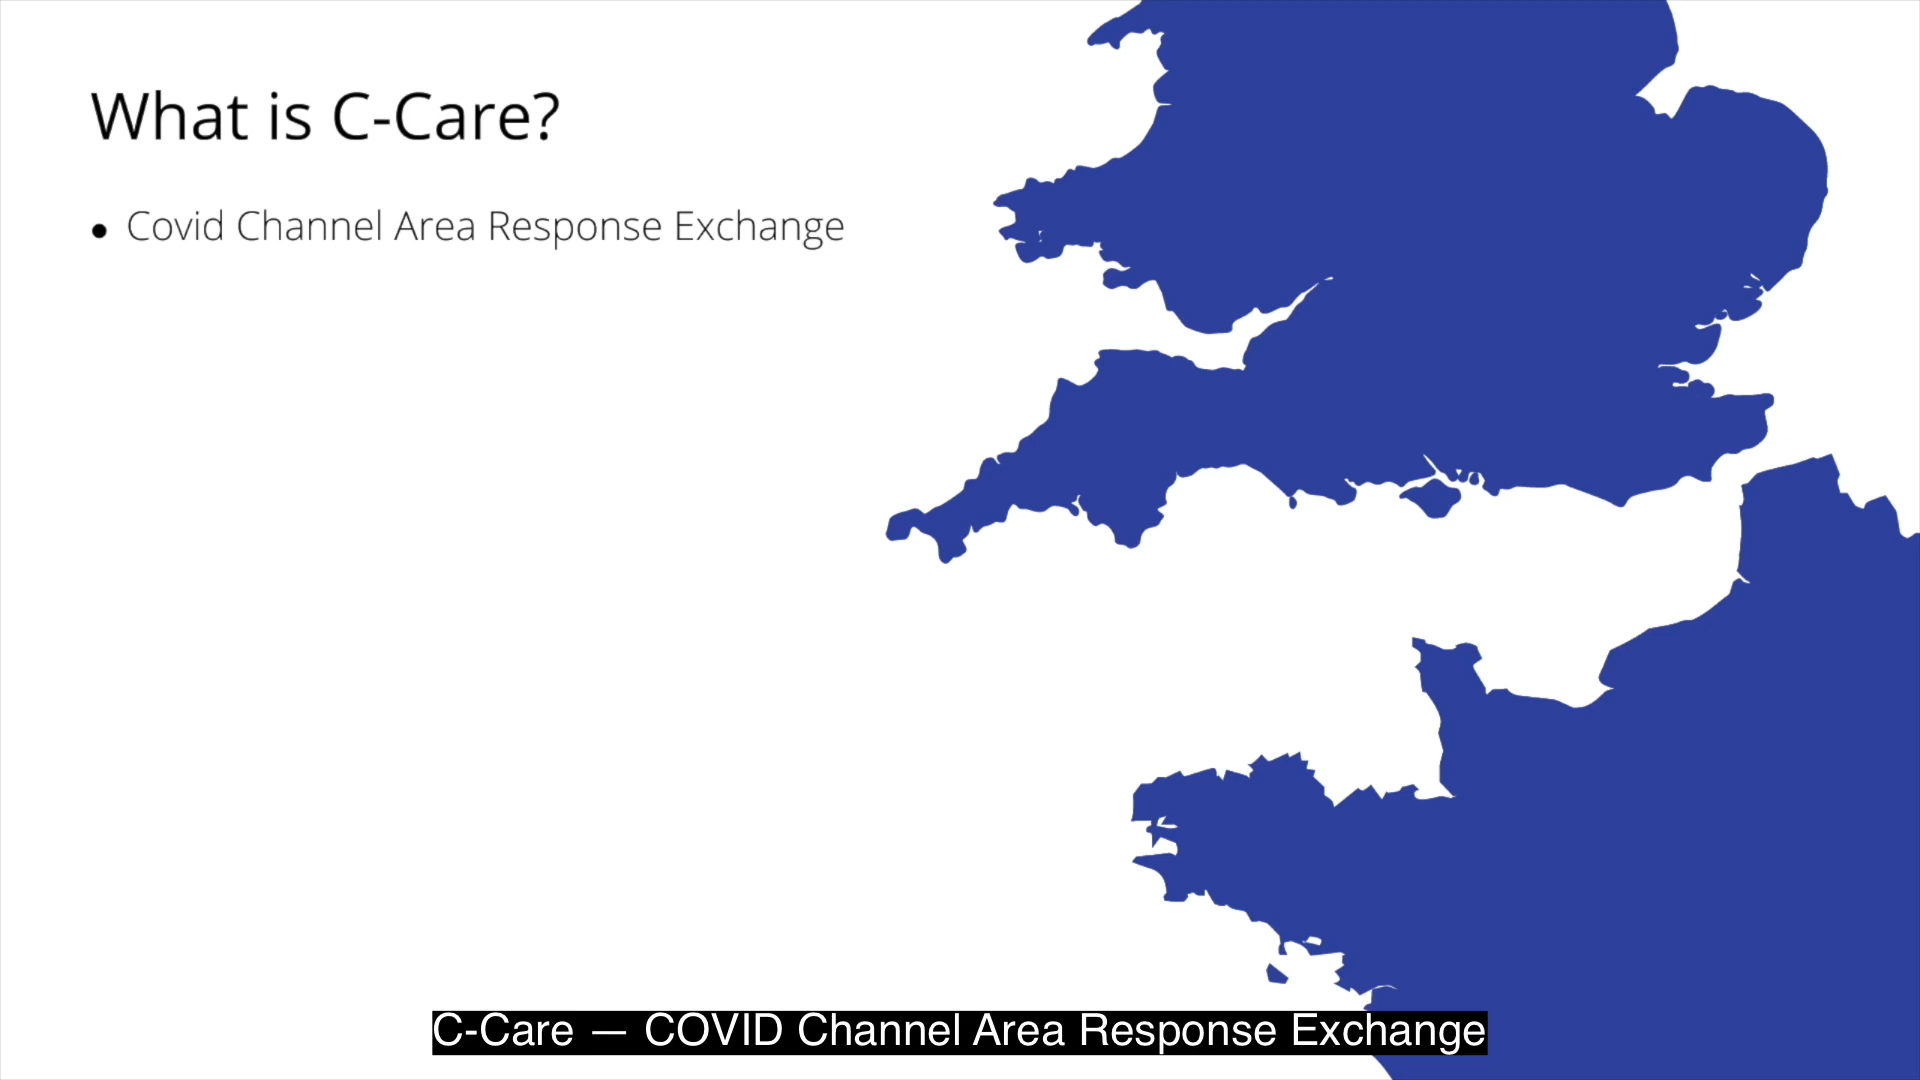 What is C-Care?
• Covid Channel Area Response Exchange
C-Care — COVID Channel Area Response Exchange